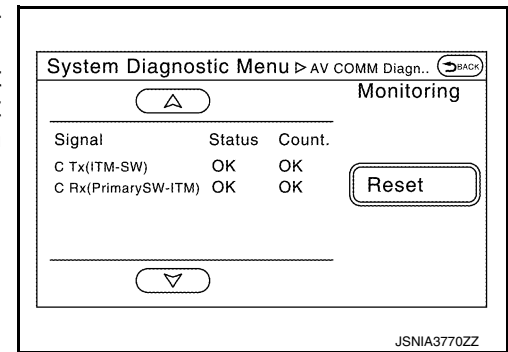 System Diagnostic Menu ▷ AV COMM Diagn.. BACK
Monitoring
Signal Status Count.
C Tx(ITM-SW) OK OK
C Rx(PrimarySW-ITM) OK OK
Reset
JSNIA3770ZZ